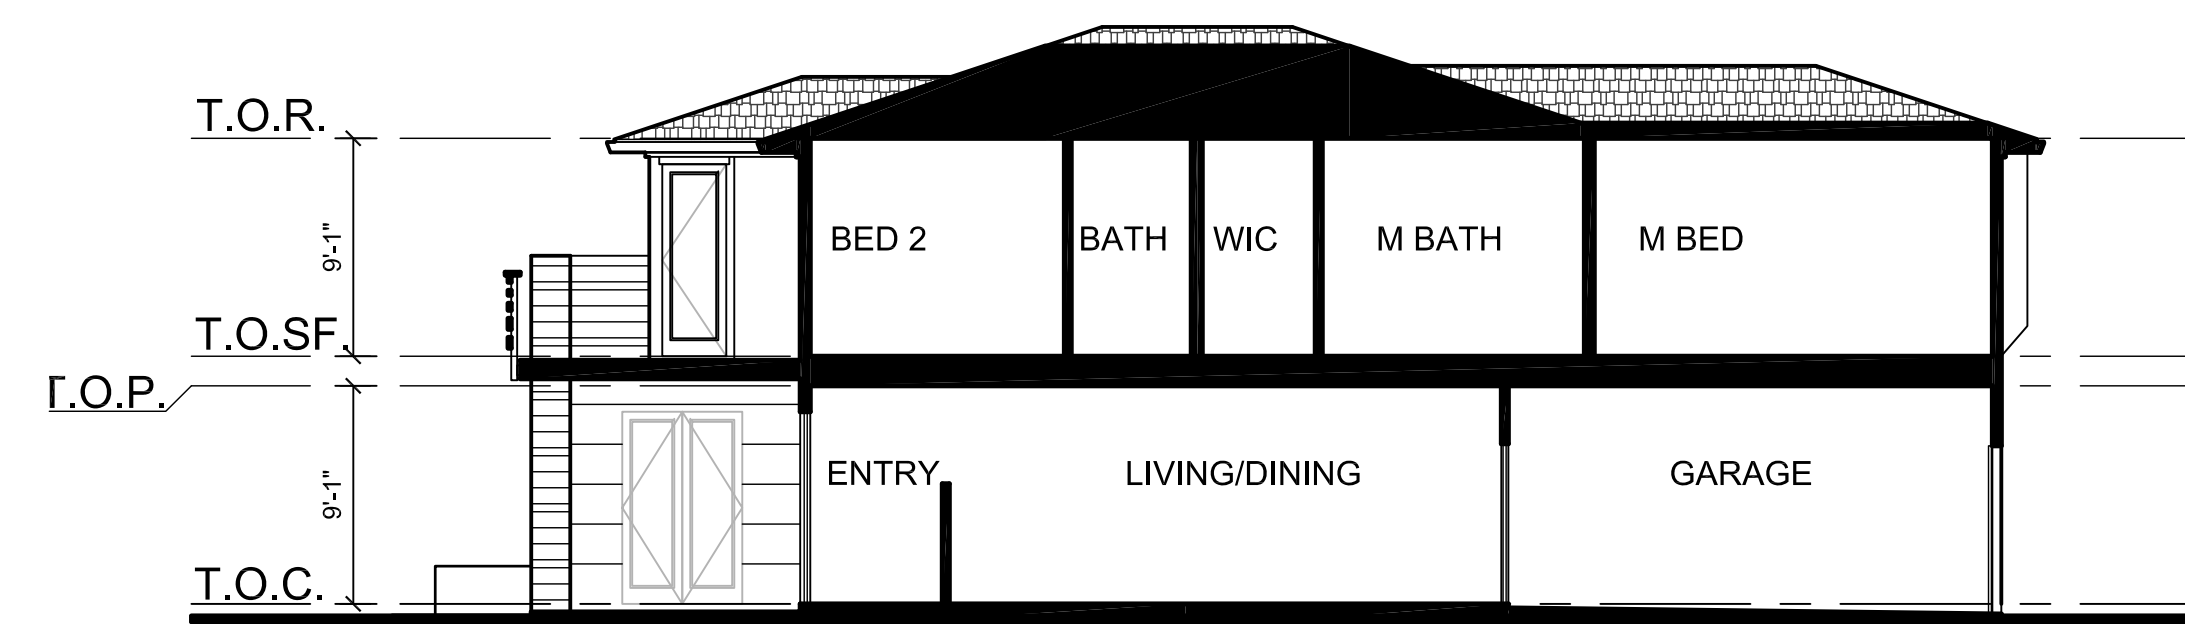 T.O.R.
9'-1"
BED 2 BATH WIC M BATH M BED
T.O.SF.
T.O.P.
9'-1"
ENTRY LIVING/DINING GARAGE
T.O.C.